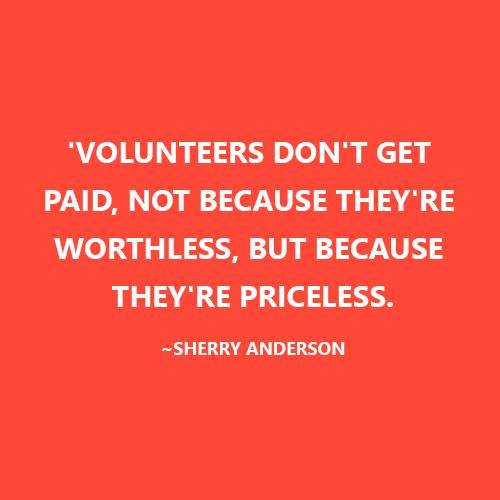 'VOLUNTEERS DON'T GET
PAID, NOT BECAUSE THEY'RE
WORTHLESS, BUT BECAUSE
THEY'RE PRICELESS.
~SHERRY ANDERSON